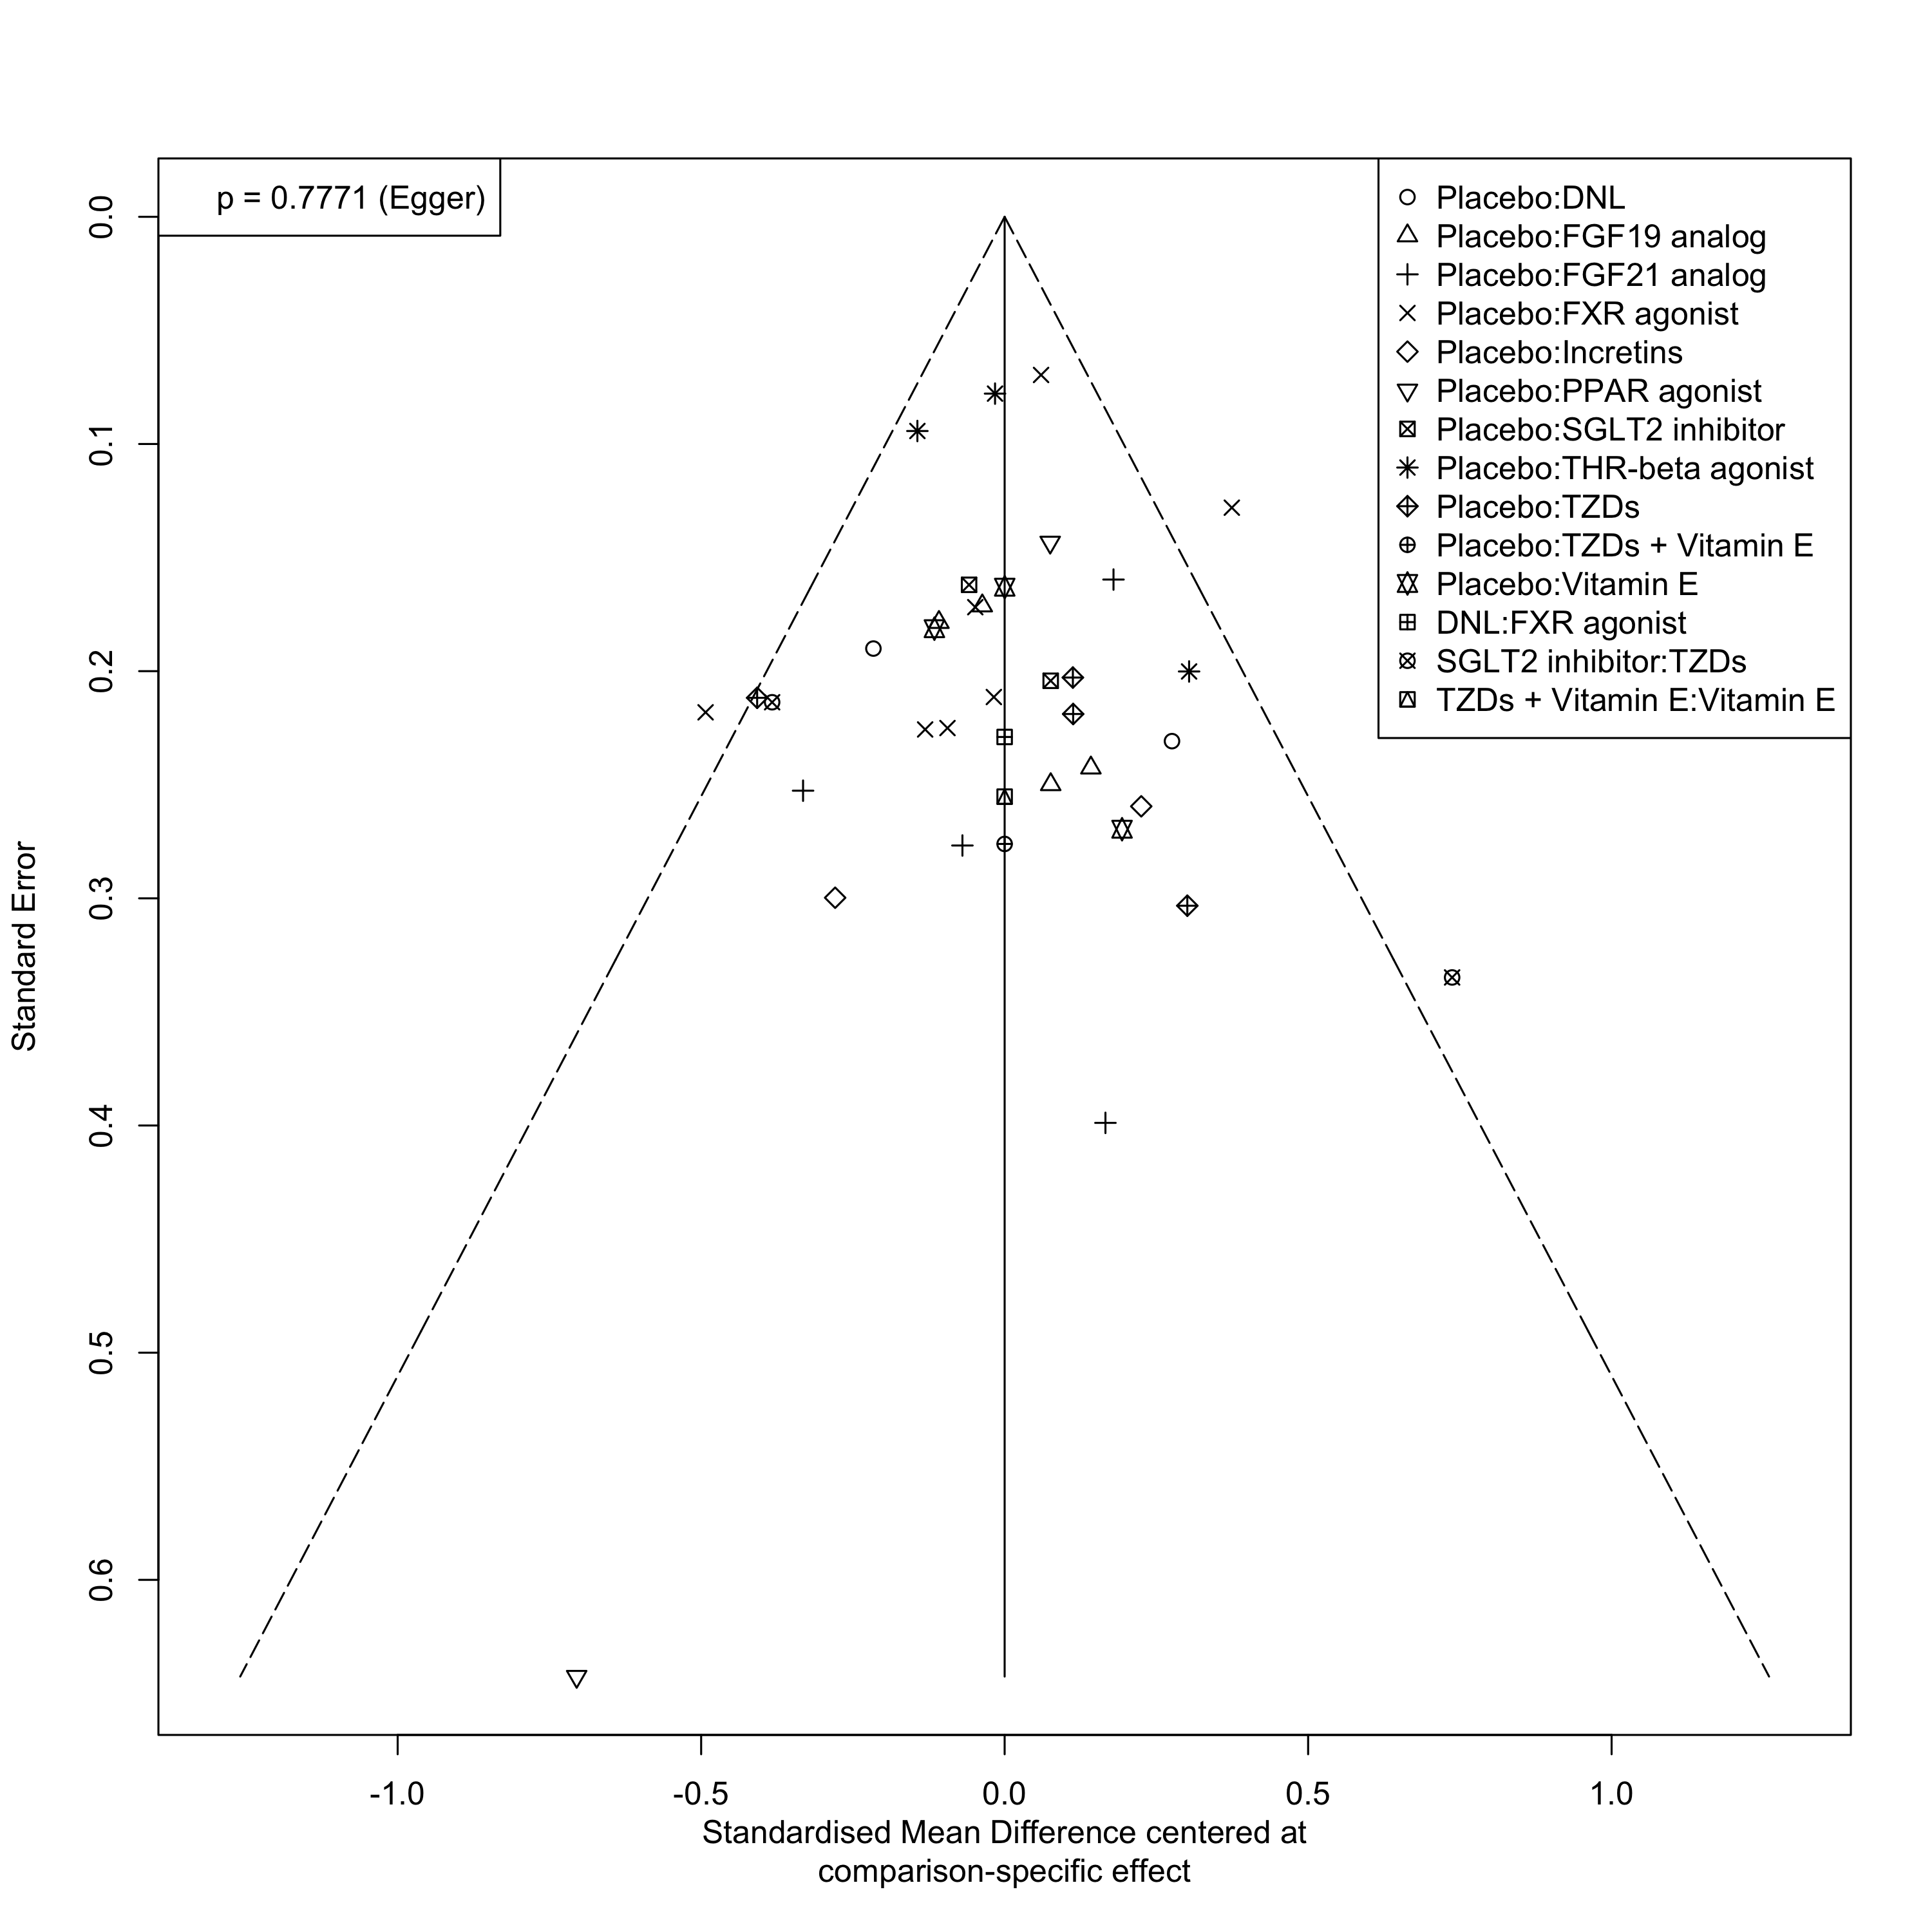 p = 0.7771 (Egger)
Placebo:DNL
Placebo:FGF19 analog
Placebo:FGF21 analog
Placebo:FXR agonist
Placebo:Incretins
Placebo:PPAR agonist
Placebo:SGLT2 inhibitor
Placebo:THR-beta agonist
Placebo:TZDs
Placebo:TZDs + Vitamin E
Placebo:Vitamin E
DNL:FXR agonist
SGLT2 inhibitor:TZDs
TZDs + Vitamin E:Vitamin E
Standard Error
0.0
0.1
0.2
0.3
0.4
0.5
0.6
-1.0 -0.5 0.0 0.5 1.0
Standardised Mean Difference centered at
comparison-specific effect